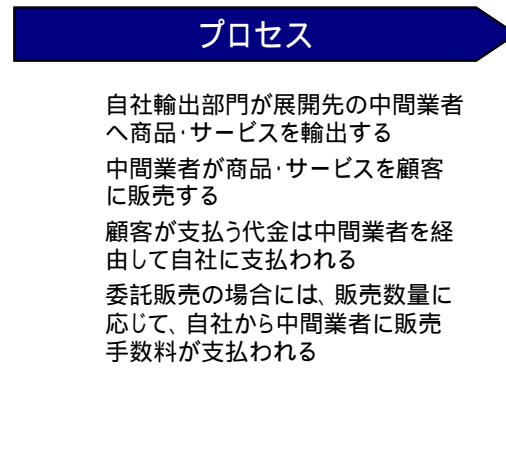 プロセス
自社輸出部門が展開先の中間業者
へ商品・サービスを輸出する
中間業者が商品・サービスを顧客
に販売する
顧客が支払う代金は中間業者を経
由して自社に支払われる
委託販売の場合には、販売数量に
応じて、自社から中間業者に販売
手数料が支払われる